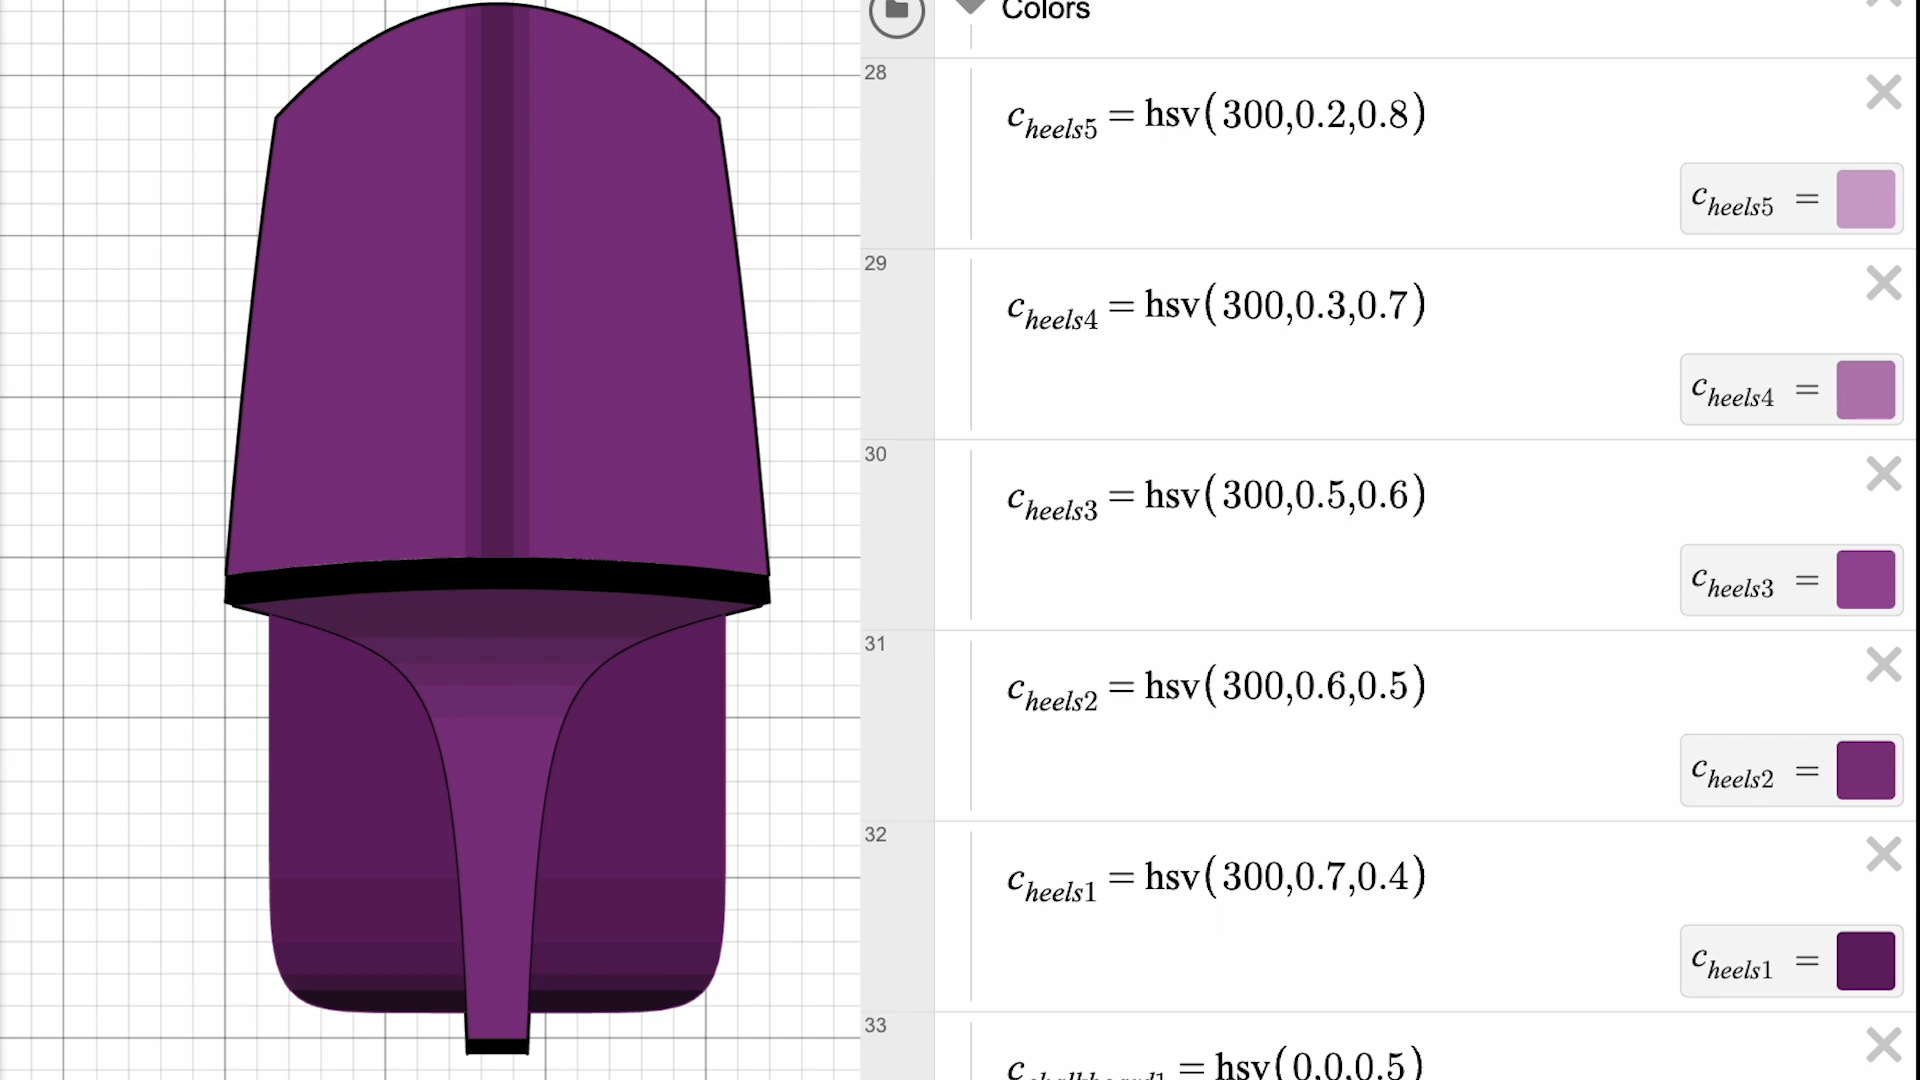 Colors
28
c_heels5 = hsv(300,0.2,0.8)
c_heels5 =
29
c_heels4 = hsv(300,0.3,0.7)
c_heels4 =
30
c_heels3 = hsv(300,0.5,0.6)
c_heels3 =
31
c_heels2 = hsv(300,0.6,0.5)
c_heels2 =
32
c_heels1 = hsv(300,0.7,0.4)
c_heels1 =
33
c_chalkboard1 = hsv(0,0,0.5)